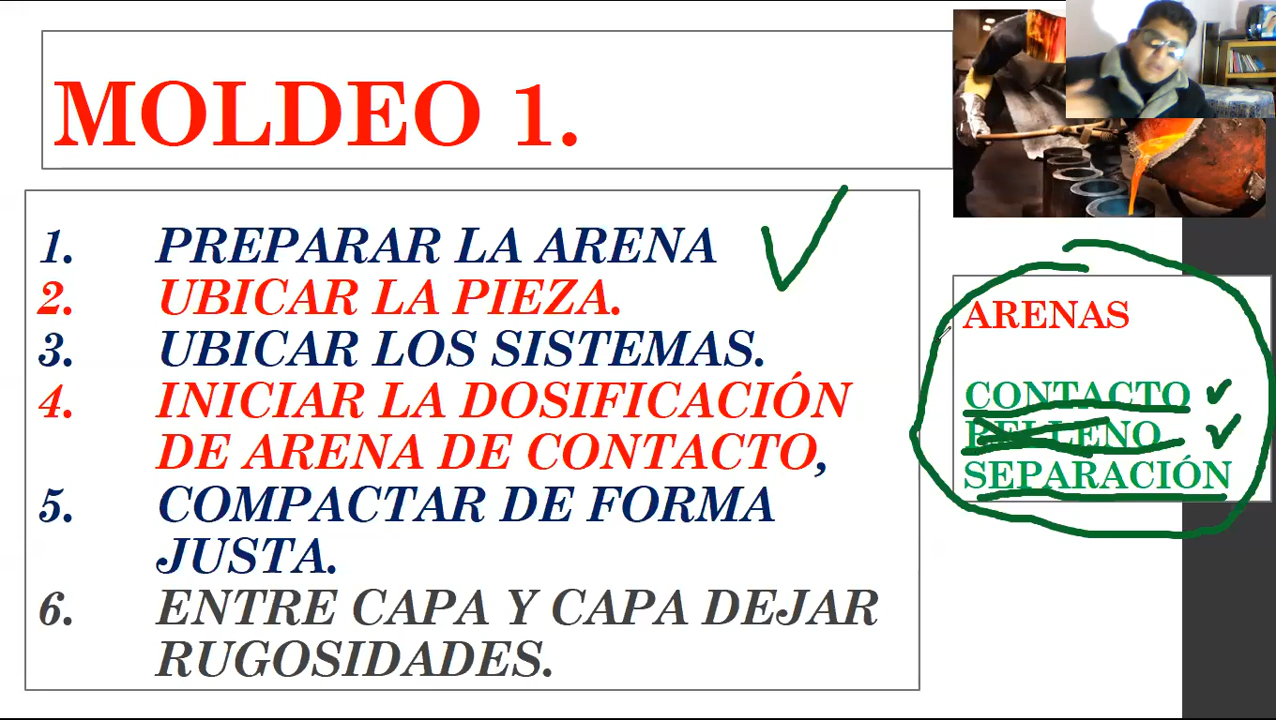 MOLDEO 1.
1. PREPARAR LA ARENA
2. UBICAR LA PIEZA.
3. UBICAR LOS SISTEMAS.
4. INICIAR LA DOSIFICACIÓN
DE ARENA DE CONTACTO,
5. COMPACTAR DE FORMA
JUSTA.
6. ENTRE CAPA Y CAPA DEJAR
RUGOSIDADES.
ARENAS
CONTACTO
RELLENO
SEPARACIÓN